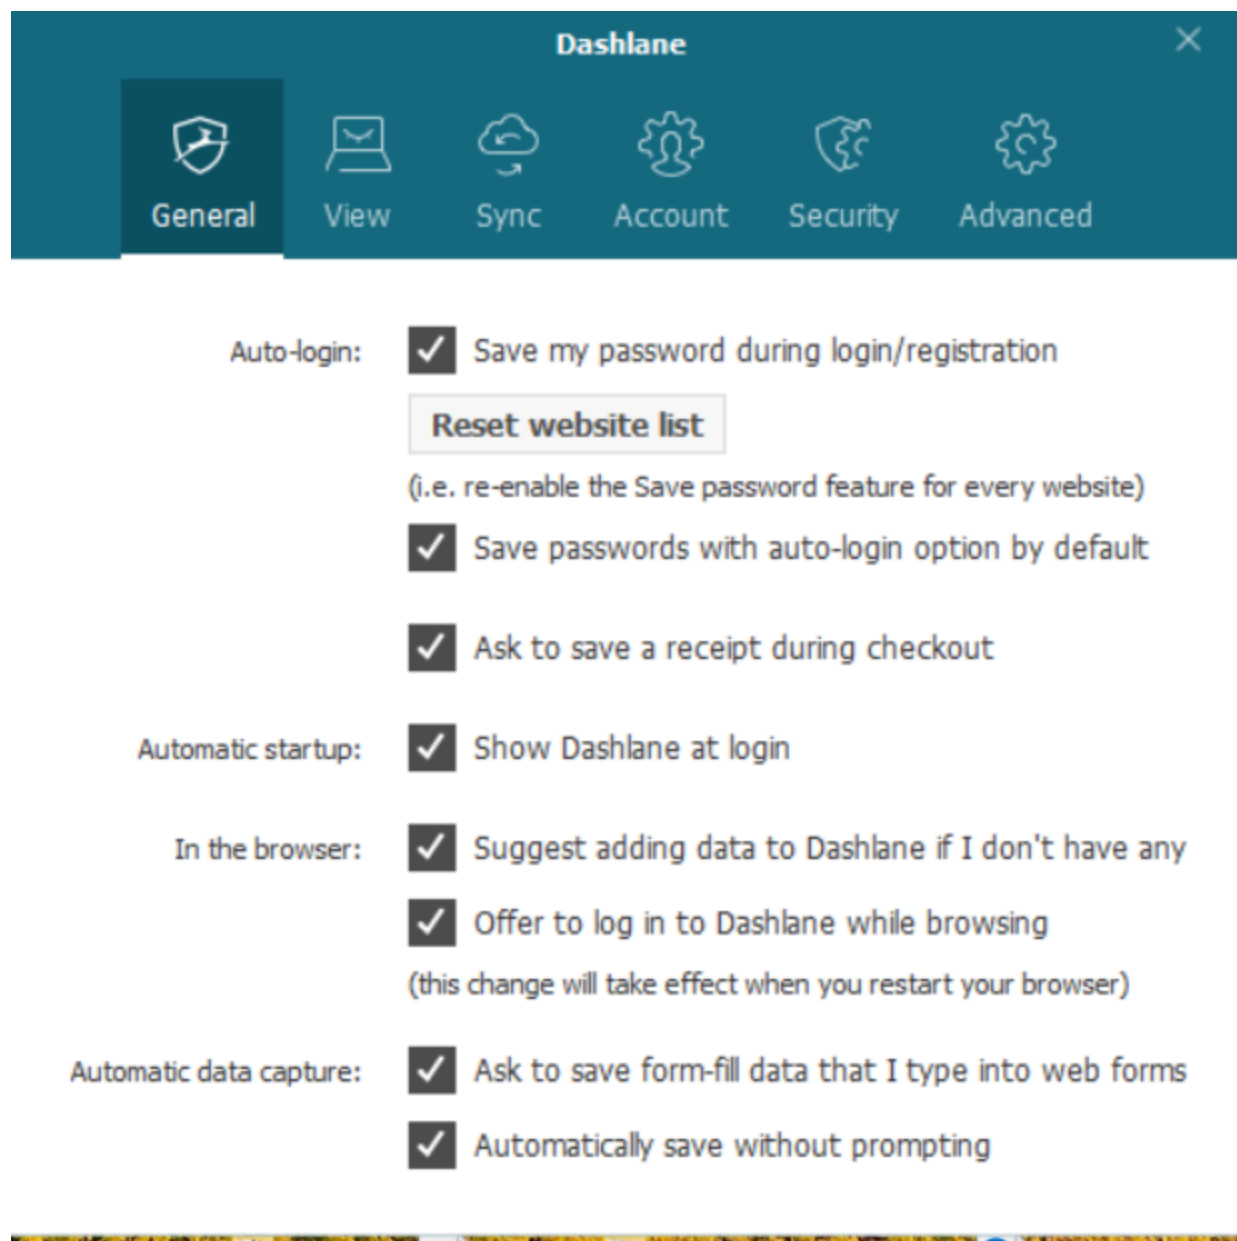 Dashlane
General View Sync Account Security Advanced
Auto-login: Save my password during login/registration
Reset website list
(i.e. re-enable the Save password feature for every website)
Save passwords with auto-login option by default
Ask to save a receipt during checkout
Automatic startup: Show Dashlane at login
In the browser: Suggest adding data to Dashlane if I don't have any
Offer to log in to Dashlane while browsing
(this change will take effect when you restart your browser)
Automatic data capture: Ask to save form-fill data that I type into web forms
Automatically save without prompting